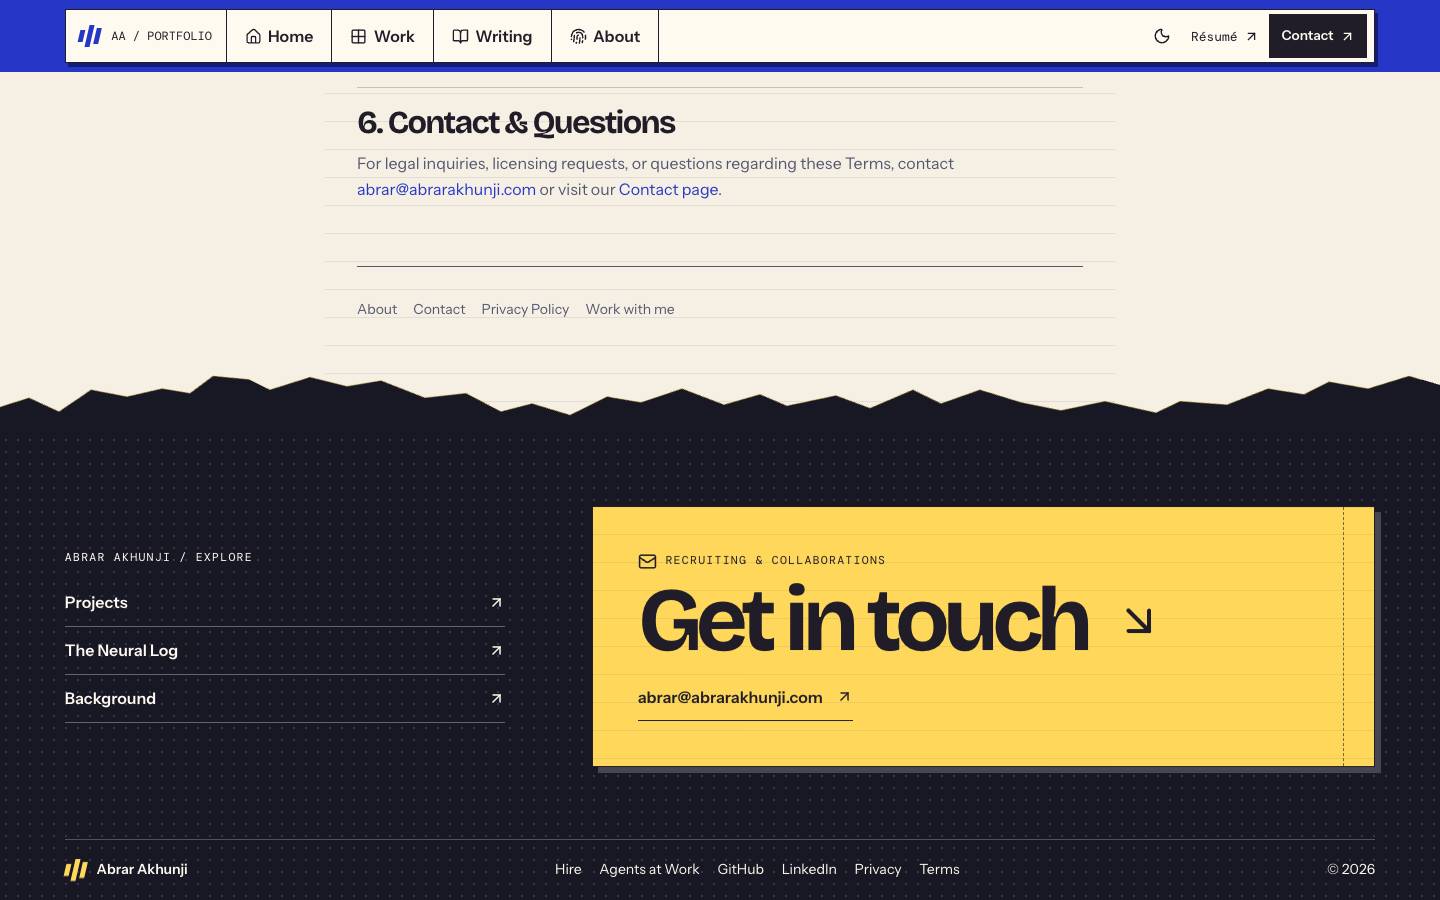 AA / PORTFOLIO
Home
Work
Writing
About
Résumé
Contact
6. Contact & Questions
For legal inquiries, licensing requests, or questions regarding these Terms, contact
abrar@abrarakhunji.com or visit our Contact page.
About Contact Privacy Policy Work with me
ABRAR AKHUNJI / EXPLORE
Projects
The Neural Log
Background
RECRUITING & COLLABORATIONS
Get in touch
abrar@abrarakhunji.com
Abrar Akhunji
Hire Agents at Work GitHub LinkedIn Privacy Terms
© 2026